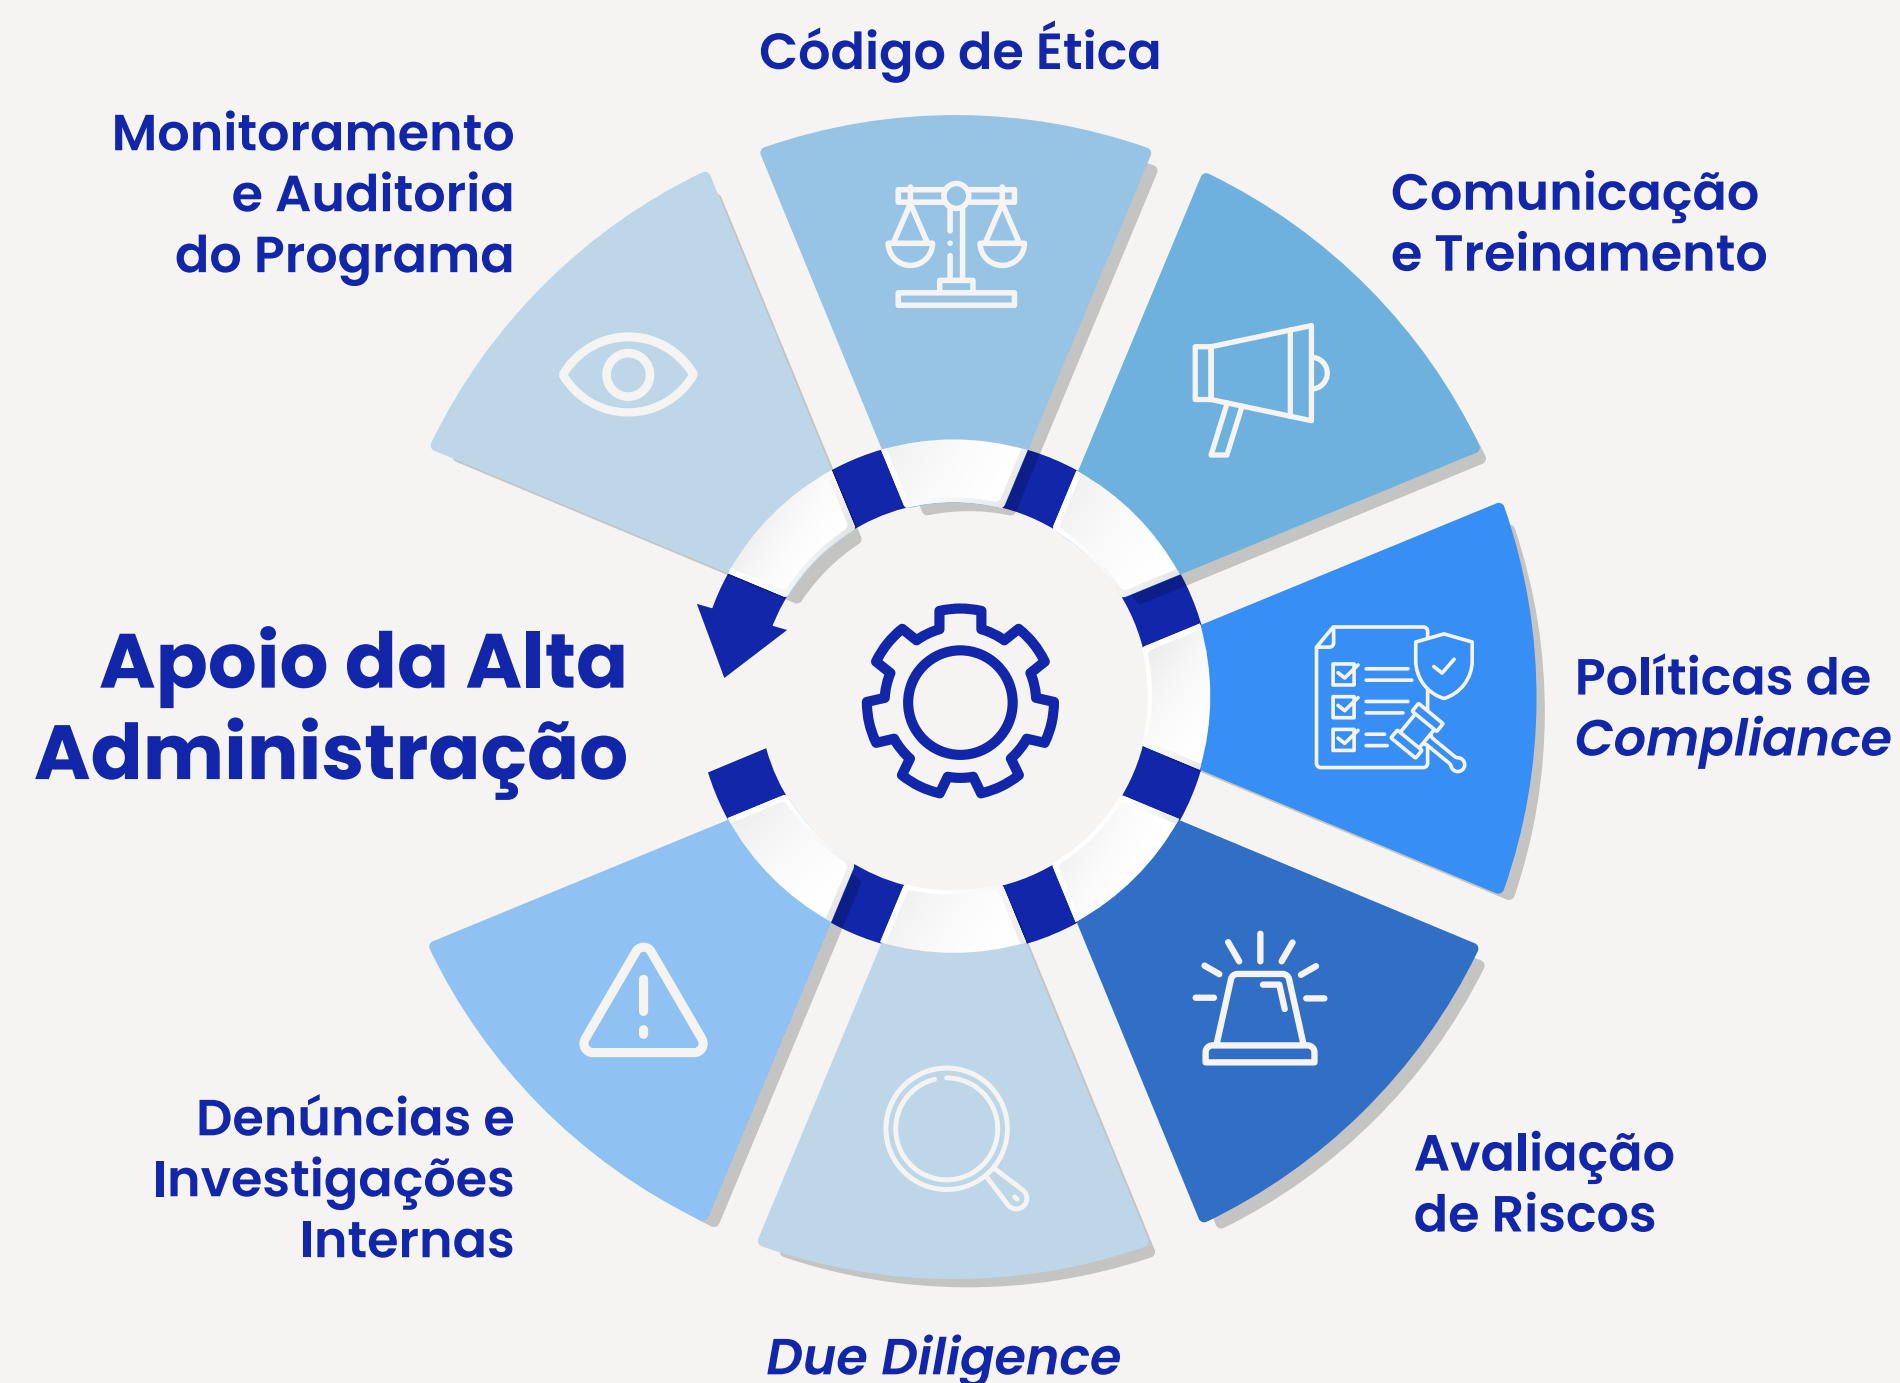 Código de Ética
Monitoramento
e Auditoria
do Programa
Comunicação
e Treinamento
Apoio da Alta
Administração
Políticas de
Compliance
Denúncias e
Investigações
Internas
Avaliação
de Riscos
Due Diligence